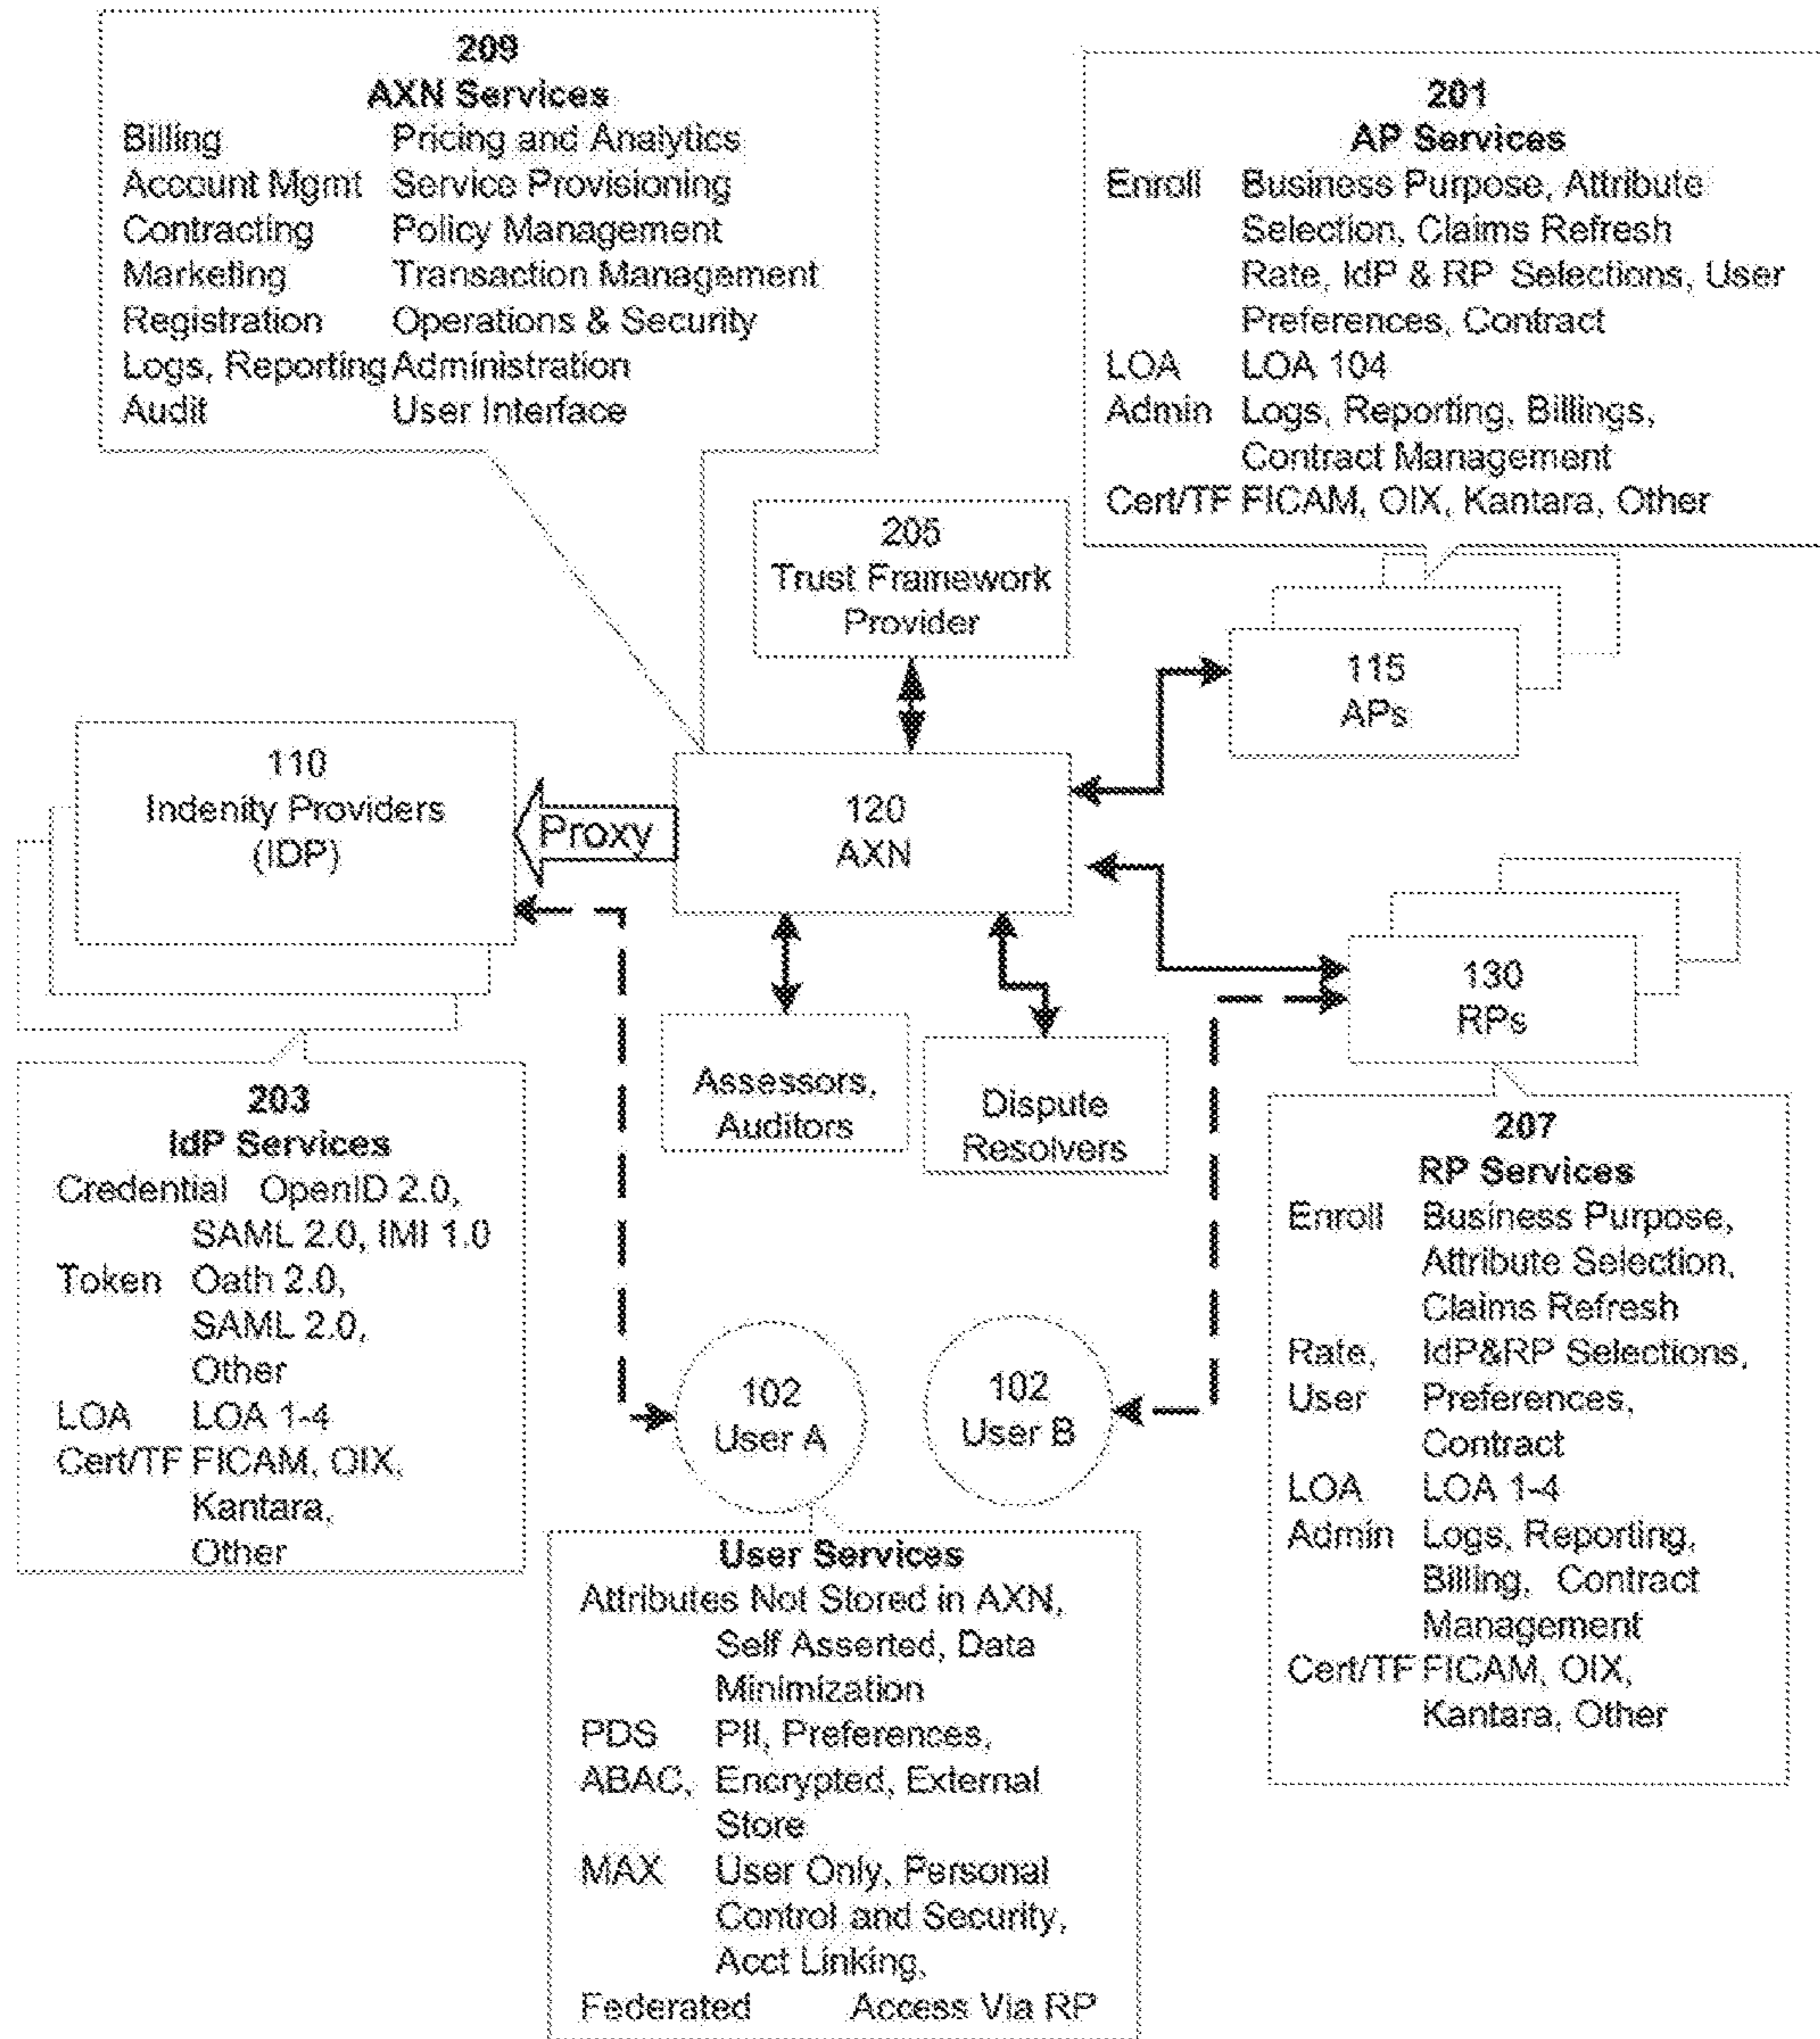 209
AXN Services
Billing Pricing and Analytics
Account Mgmt Service Provisioning
Contracting Policy Management
Marketing Transaction Management
Registration Operations & Security
Logs, Reporting Administration
Audit User Interface
201
AP Services
Enroll Business Purpose, Attribute
Selection, Claims Refresh
Rate, IdP & RP Selections, User
Preferences, Contract
LOA LOA 104
Admin Logs, Reporting, Billings,
Contract Management
Cert/TF FICAM, OIX, Kantara, Other
205
Trust Framework
Provider
115
APs
110
Indenity Providers
(IDP)
Proxy
120
AXN
130
RPs
Assessors,
Auditors
Dispute
Resolvers
203
IdP Services
Credential OpenID 2.0,
SAML 2.0, IMI 1.0
Token Oath 2.0,
SAML 2.0,
Other
LOA LOA 1-4
Cert/TF FICAM, OIX,
Kantara,
Other
102
User A
102
User B
207
RP Services
Enroll Business Purpose,
Attribute Selection,
Claims Refresh
Rate, IdP&RP Selections,
User Preferences,
Contract
LOA LOA 1-4
Admin Logs, Reporting,
Billing, Contract
Management
Cert/TF FICAM, OIX,
Kantara, Other
User Services
Attributes Not Stored in AXN,
Self Asserted, Data
Minimization
PDS PII, Preferences,
ABAC, Encrypted, External
Store
MAX User Only, Personal
Control and Security,
Acct Linking,
Federated Access Via RP